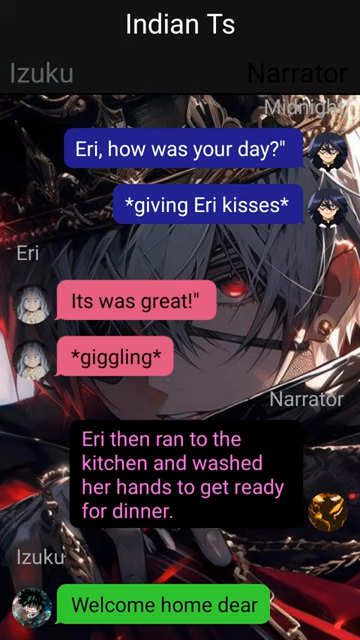 Indian Ts
Izuku
Narrator
Midnight
Eri, how was your day?"
*giving Eri kisses*
Eri
Its was great!"
*giggling*
Narrator
Eri then ran to the
kitchen and washed
her hands to get ready
for dinner.
Izuku
Welcome home dear